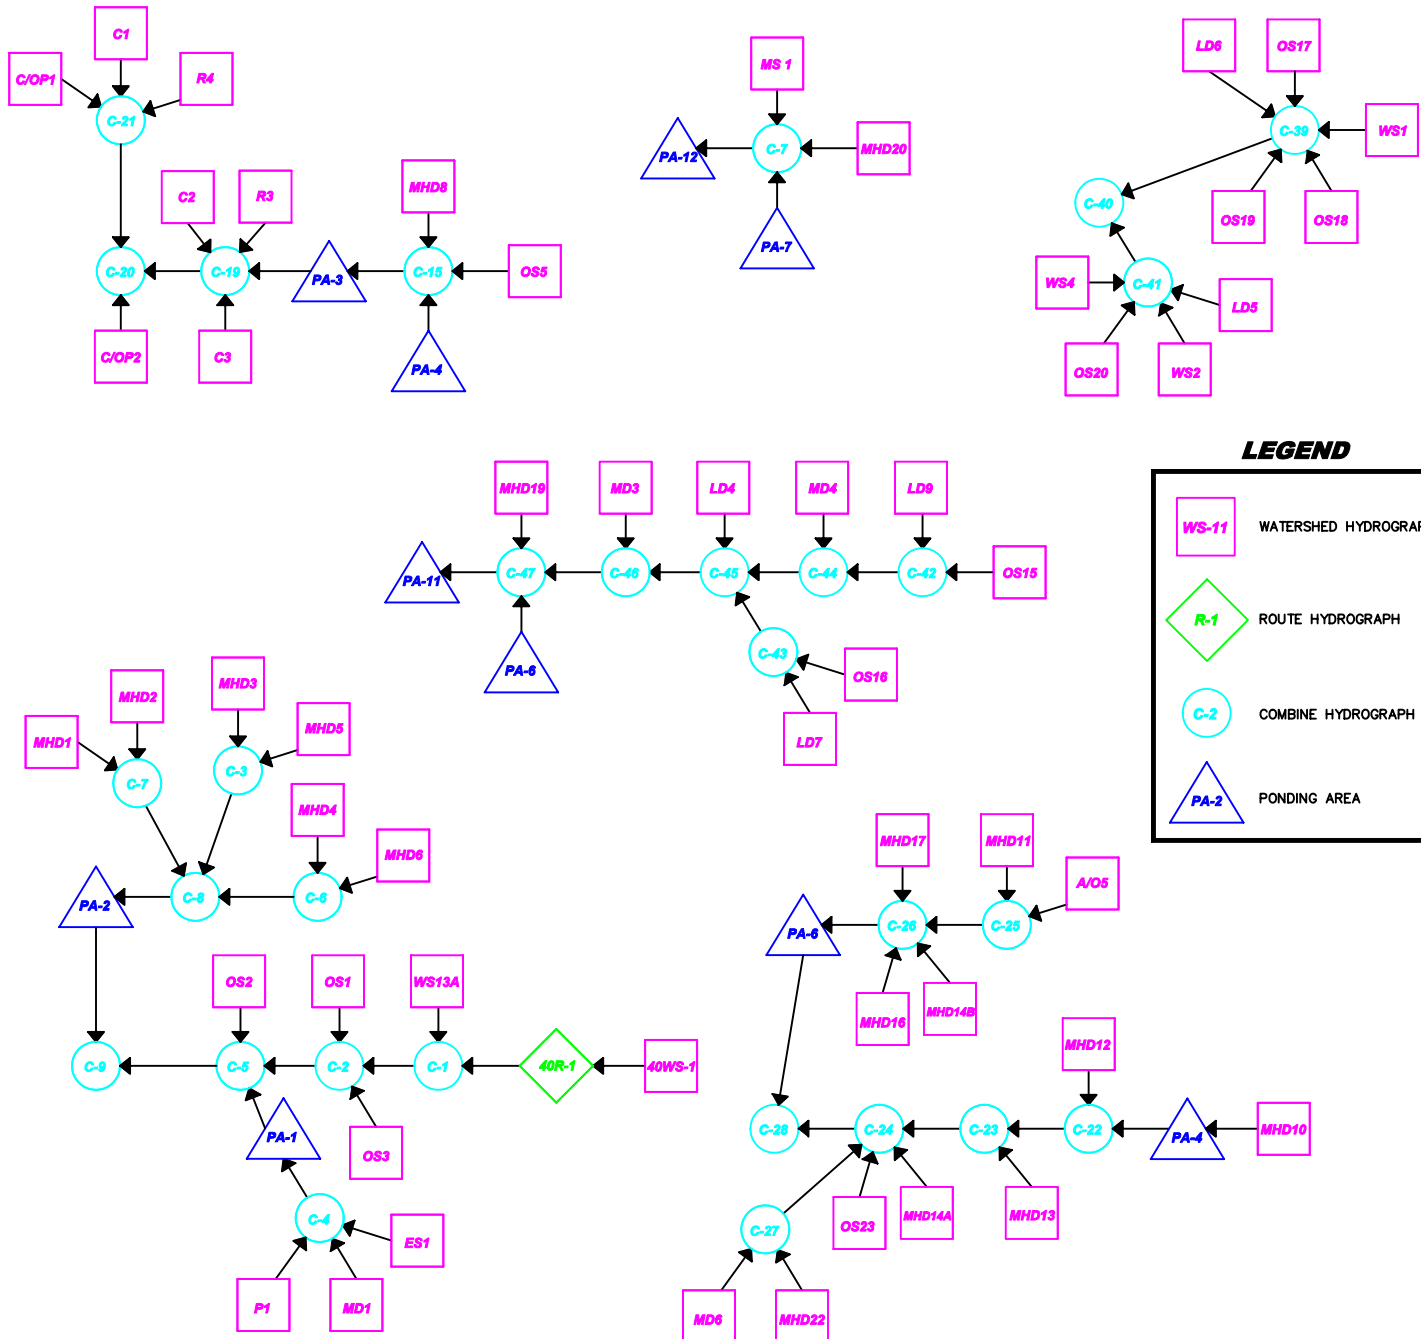 C1
C/OP1
R4
C-21
C2
R3
MHD8
C-20
C-19
PA-3
C-15
OS5
C/OP2
C3
PA-4
MS 1
PA-12
C-7
MHD20
PA-7
LD6
OS17
C-39
WS1
C-40
OS19
OS18
WS4
C-41
LD5
OS20
WS2
MHD19
MD3
LD4
MD4
LD9
PA-11
C-47
C-46
C-45
C-44
C-42
OS15
PA-6
C-43
OS16
LD7
LEGEND
WS-11 WATERSHED HYDROGRAP
R-1 ROUTE HYDROGRAPH
C-2 COMBINE HYDROGRAPH
PA-2 PONDING AREA
MHD1
MHD2
MHD3
MHD5
C-7
C-3
MHD4
MHD6
PA-2
C-8
C-6
OS2
OS1
WS13A
C-9
C-5
C-2
C-1
40R-1
40WS-1
PA-1
OS3
C-4
ES1
P1
MD1
MHD17
MHD11
A/O5
PA-6
C-26
C-25
MHD16
MHD14B
MHD12
C-28
C-24
C-23
C-22
PA-4
MHD10
C-27
OS23
MHD14A
MHD13
MD6
MHD22